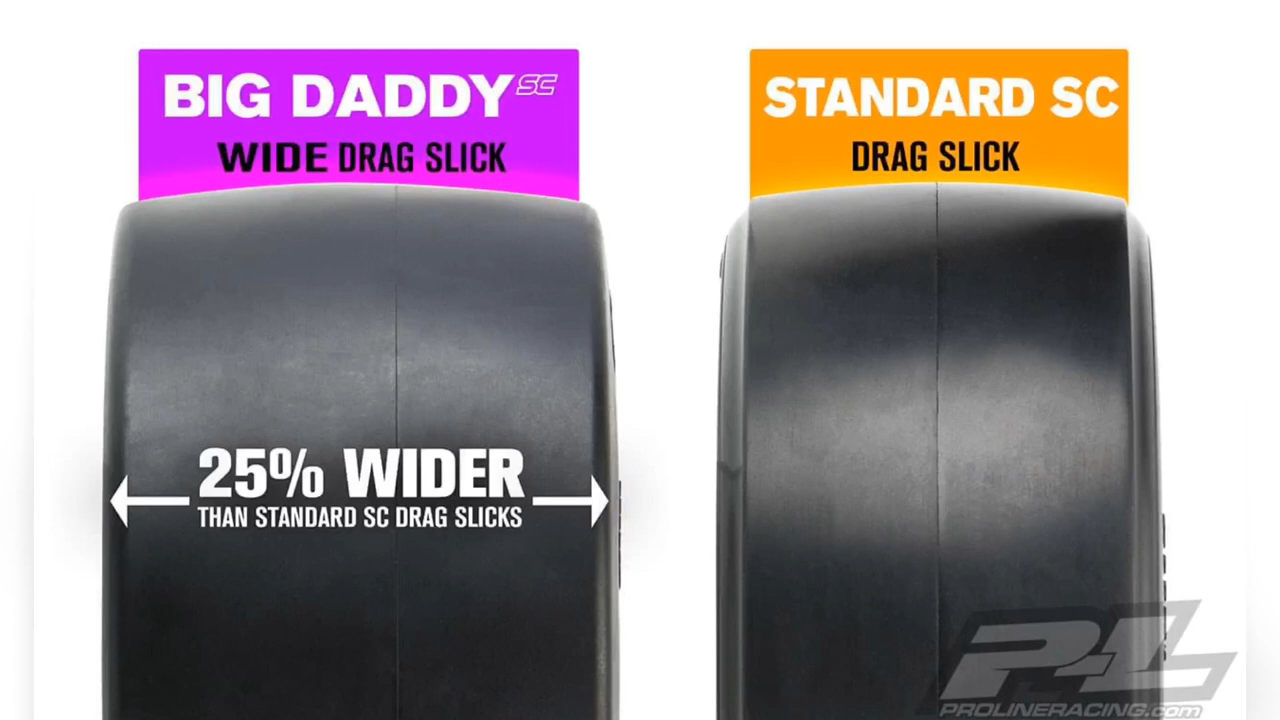 BIG DADDY SC
WIDE DRAG SLICK
25% WIDER
THAN STANDARD SC DRAG SLICKS
STANDARD SC
DRAG SLICK
PL
PROLINERACING.com